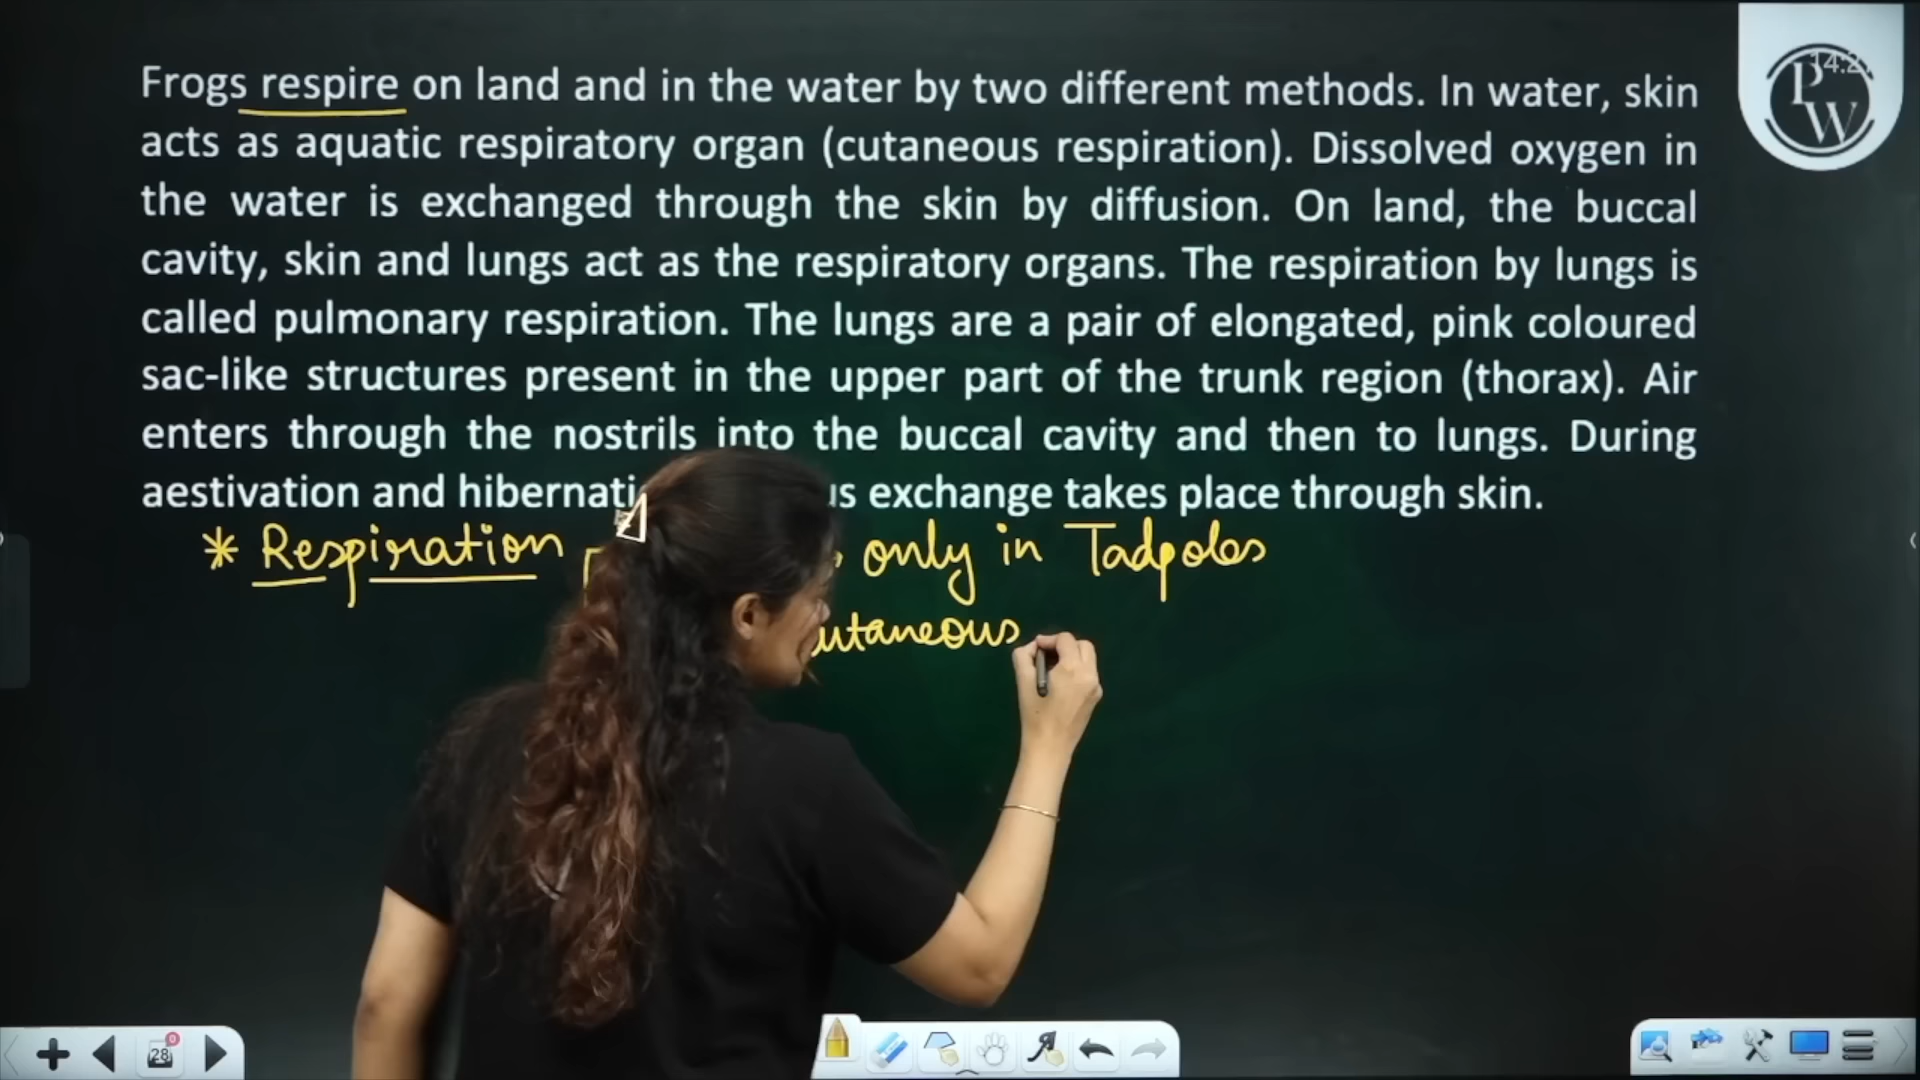 Frogs respire on land and in the water by two different methods. In water, skin
acts as aquatic respiratory organ (cutaneous respiration). Dissolved oxygen in
the water is exchanged through the skin by diffusion. On land, the buccal
cavity, skin and lungs act as the respiratory organs. The respiration by lungs is
called pulmonary respiration. The lungs are a pair of elongated, pink coloured
sac-like structures present in the upper part of the trunk region (thorax). Air
enters through the nostrils into the buccal cavity and then to lungs. During
aestivation and exchange takes place through skin.
* Respiration only in Tadpoles
PW
28
0